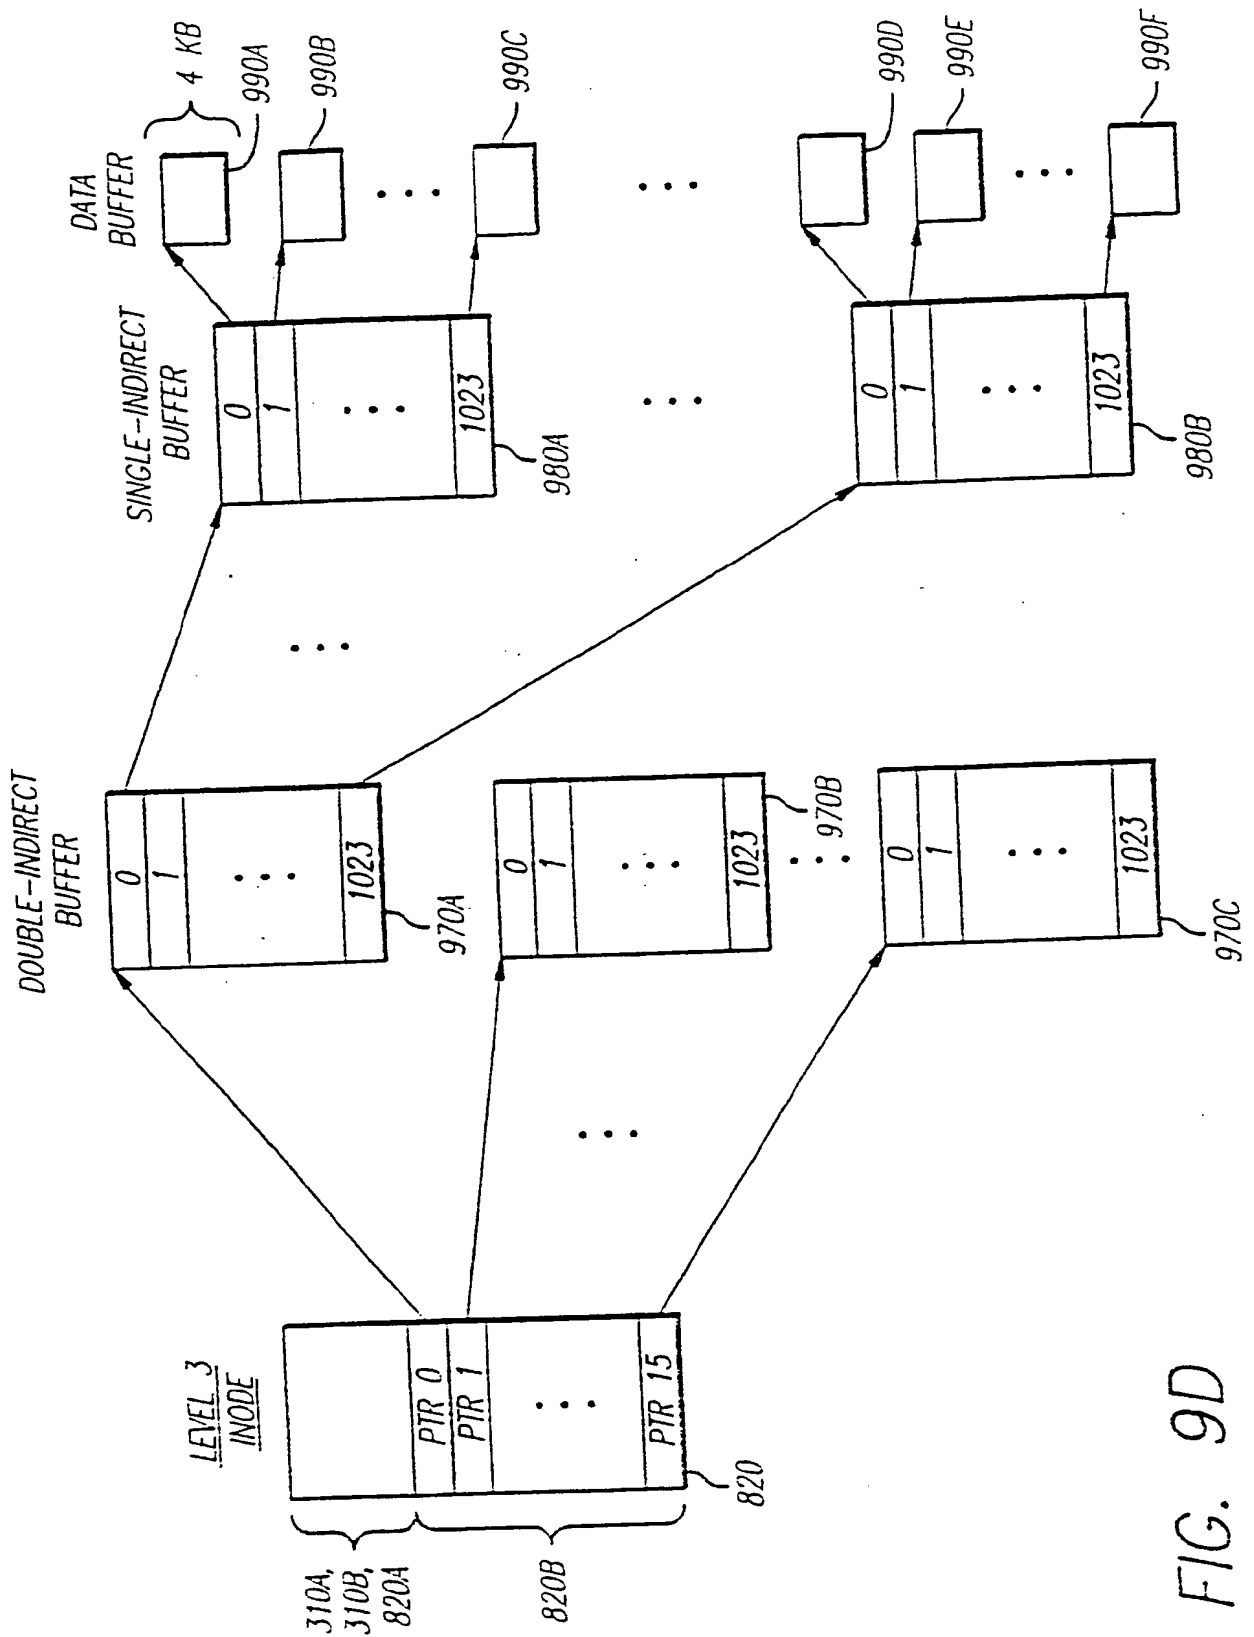 LEVEL 3
INODE
PTR 0
PTR 1
PTR 15
820
310A,
310B,
820A
820B
DOUBLE-INDIRECT
BUFFER
0
1
1023
970A
0
1
1023
970B
0
1
1023
970C
SINGLE-INDIRECT
BUFFER
0
1
1023
980A
0
1
1023
980B
DATA
BUFFER
4 KB
990A
990B
990C
990D
990E
990F
FIG. 9D